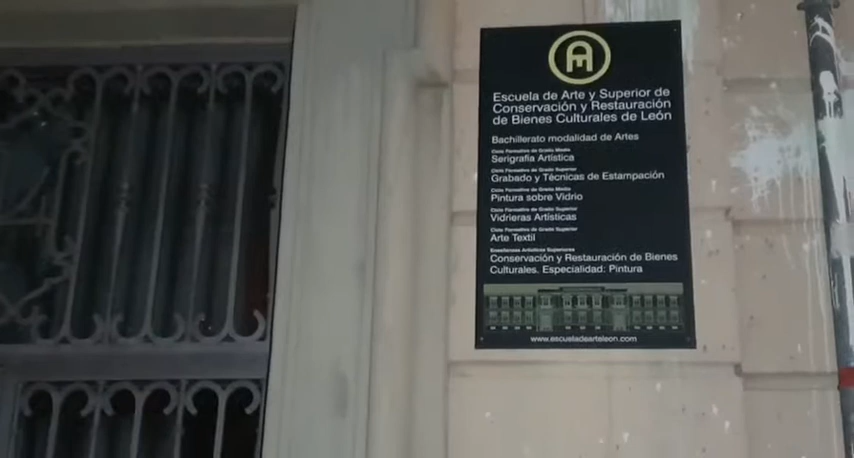 Escuela de Arte y Superior de
Conservación y Restauración
de Bienes Culturales de León
Bachillerato modalidad de Artes
Ciclo Formativo de Grado Medio
Serigrafía Artística
Ciclo Formativo de Grado Superior
Grabado y Técnicas de Estampación
Ciclo Formativo de Grado Medio
Pintura sobre Vidrio
Ciclo Formativo de Grado Superior
Vidrieras Artísticas
Ciclo Formativo de Grado Superior
Arte Textil
Enseñanzas Artísticas Superiores
Conservación y Restauración de Bienes
Culturales. Especialidad: Pintura
www.escueladearteleon.com